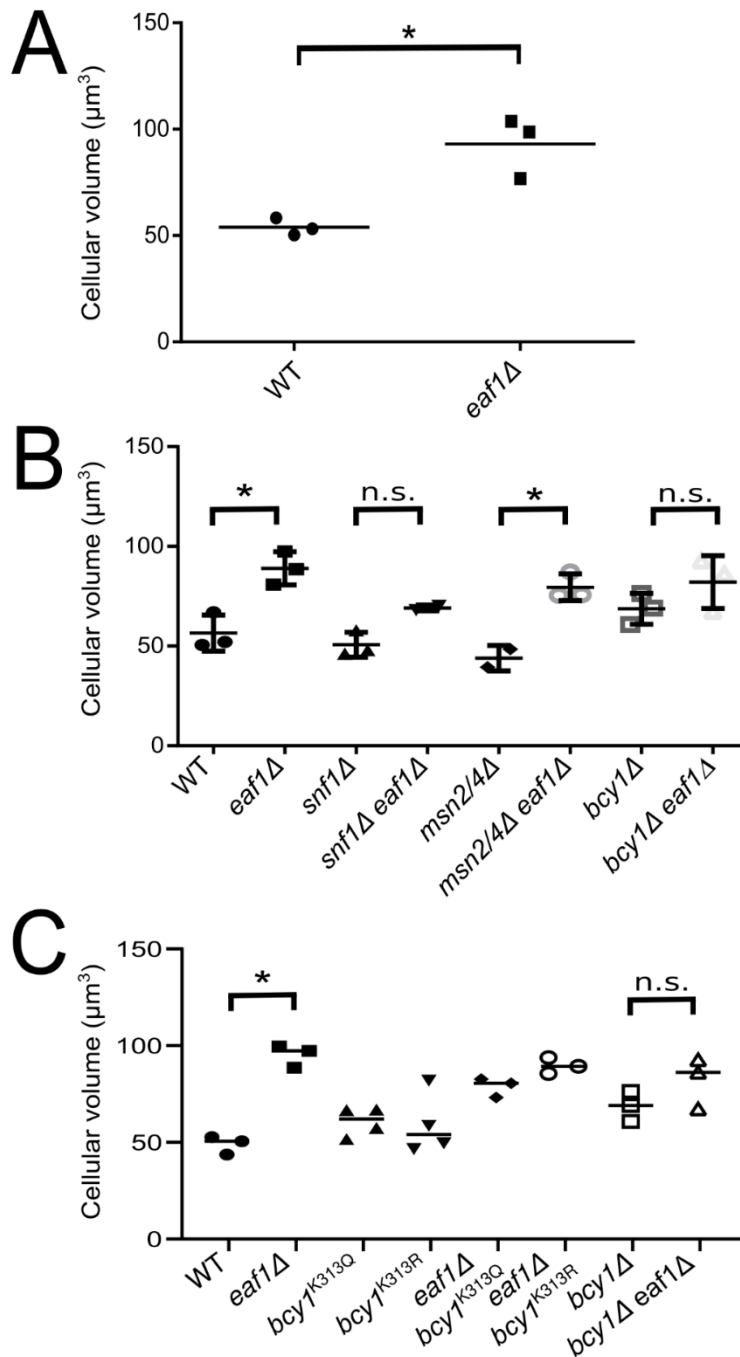 A
Cellular volume (µm³)
150
100
50
0
*
WT
eaf1Δ
B
Cellular volume (µm³)
150
100
50
0
*
n.s.
*
n.s.
WT
eaf1Δ
snf1Δ
snf1Δ eaf1Δ
msn2/4Δ
msn2/4Δ eaf1Δ
bcy1Δ
bcy1Δ eaf1Δ
C
Cellular volume (µm³)
150
100
50
0
*
n.s.
WT
eaf1Δ
bcy1ᴷ³¹³Q
bcy1ᴷ³¹³ᴿ
eaf1Δ
bcy1ᴷ³¹³Q
eaf1Δ
bcy1ᴷ³¹³ᴿ
bcy1Δ
bcy1Δ eaf1Δ